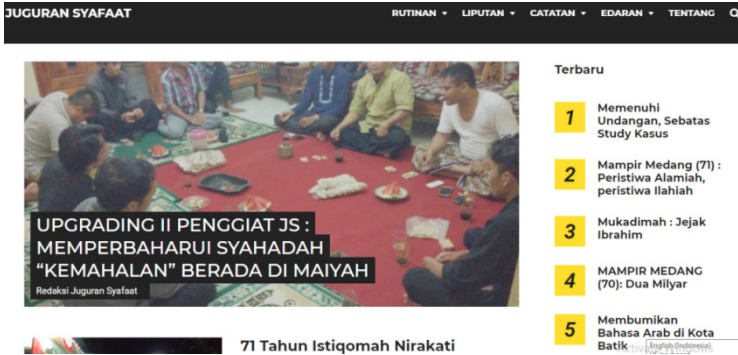 JUGURAN SYAFAAT
RUTINAN LIPUTAN CATATAN EDARAN TENTANG
UPGRADING II PENGGIAT JS :
MEMPERBAHARUI SYAHADAH
“KEMAHALAN” BERADA DI MAIYAH
Redaksi Juguran Syafaat
71 Tahun Istiqomah Nirakati
Terbaru
1
Memenuhi
Undangan, Sebatas
Study Kasus
2
Mampir Medang (71) :
Peristiwa Alamiah,
peristiwa Ilahiah
3
Mukadimah : Jejak
Ibrahim
4
MAMPIR MEDANG
(70): Dua Milyar
5
Membumikan
Bahasa Arab di Kota
Batik
English (Indonesia)